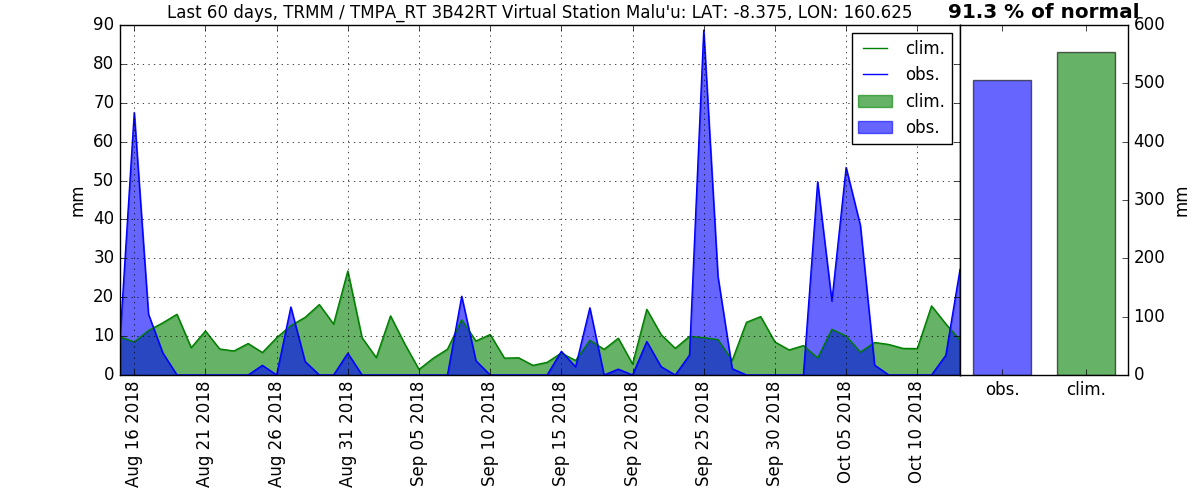 Last 60 days, TRMM / TMPA_RT 3B42RT Virtual Station Malu'u: LAT: -8.375, LON: 160.625
91.3 % of normal
90
80
70
60
50
40
30
20
10
0
mm
clim.
obs.
clim.
obs.
Aug 16 2018
Aug 21 2018
Aug 26 2018
Aug 31 2018
Sep 05 2018
Sep 10 2018
Sep 15 2018
Sep 20 2018
Sep 25 2018
Sep 30 2018
Oct 05 2018
Oct 10 2018
600
500
400
300
200
100
0
mm
obs.
clim.